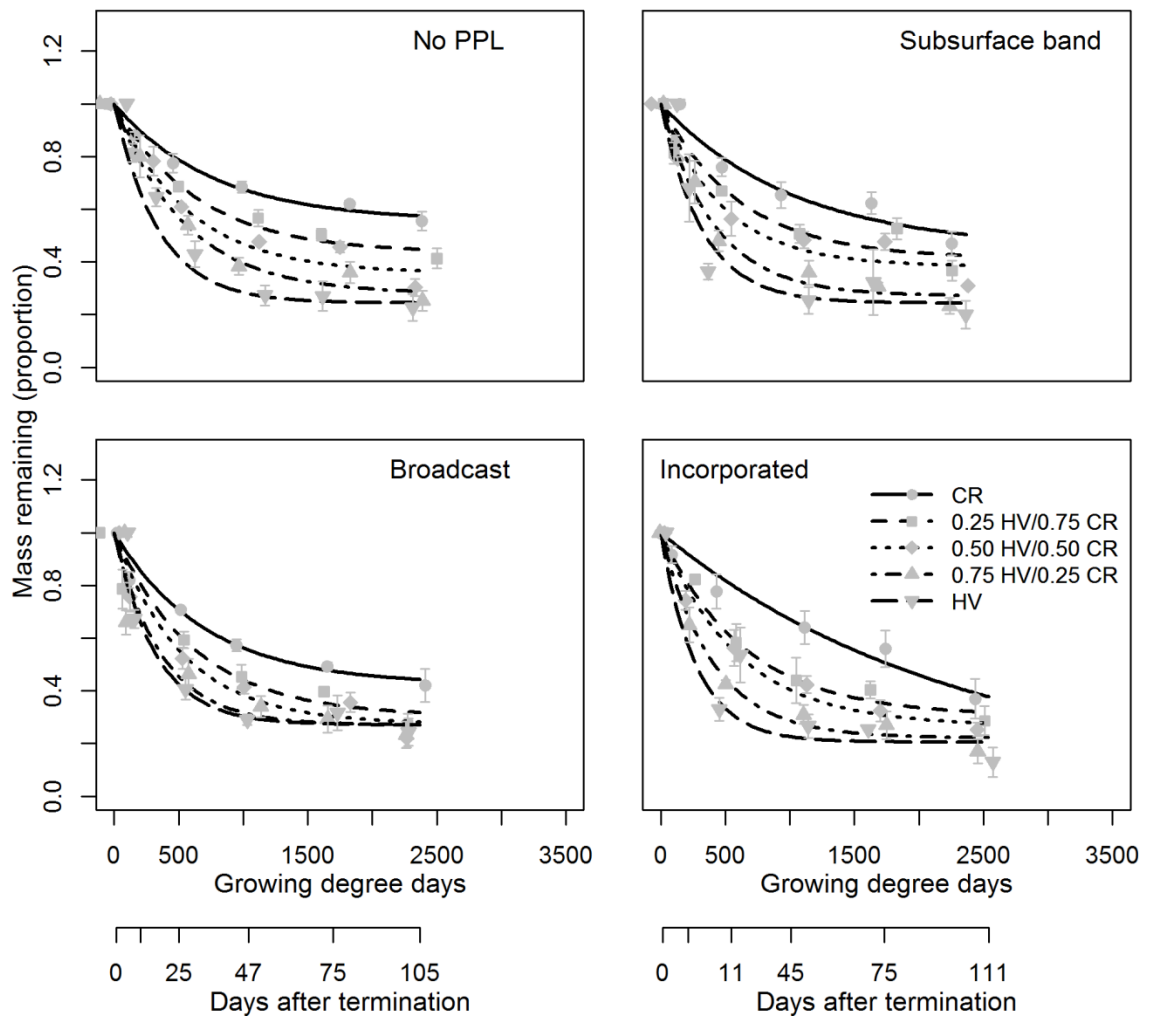 Mass remaining (proportion)
No PPL
1.2
0.8
0.4
0.0
Subsurface band
Broadcast
1.2
0.8
0.4
0.0
0 500 1500 2500 3500
Growing degree days
0 25 47 75 105
Days after termination
Incorporated
CR
0.25 HV/0.75 CR
0.50 HV/0.50 CR
0.75 HV/0.25 CR
HV
0 500 1500 2500 3500
Growing degree days
0 11 45 75 111
Days after termination